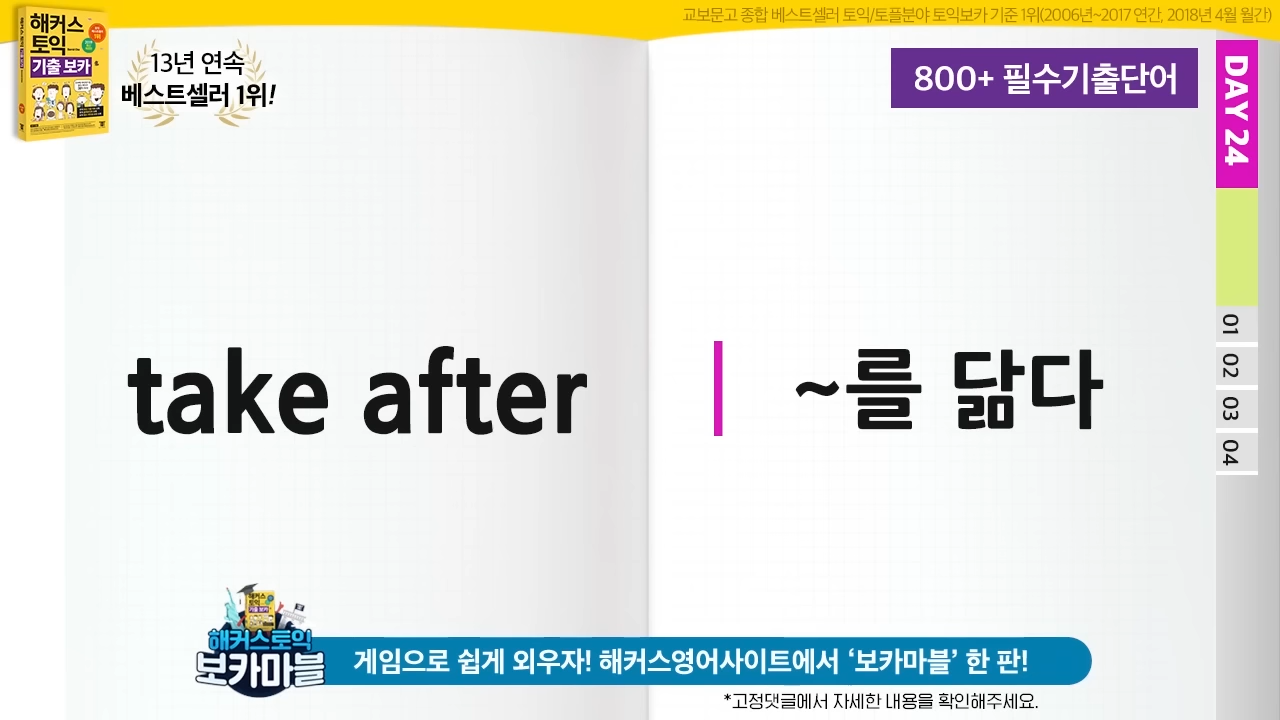 교보문고 종합 베스트셀러 토익/토플분야 토익보카 기준 1위(2006년~2017 연간, 2018년 4월 월간)
해커스
토익
기출 보카
13년 연속
베스트셀러 1위!
800+ 필수기출단어
DAY 24
take after
~를 닮다
01
02
03
04
해커스토익
보카마블
게임으로 쉽게 외우자! 해커스영어사이트에서 ‘보카마블’ 한 판!
*고정댓글에서 자세한 내용을 확인해주세요.